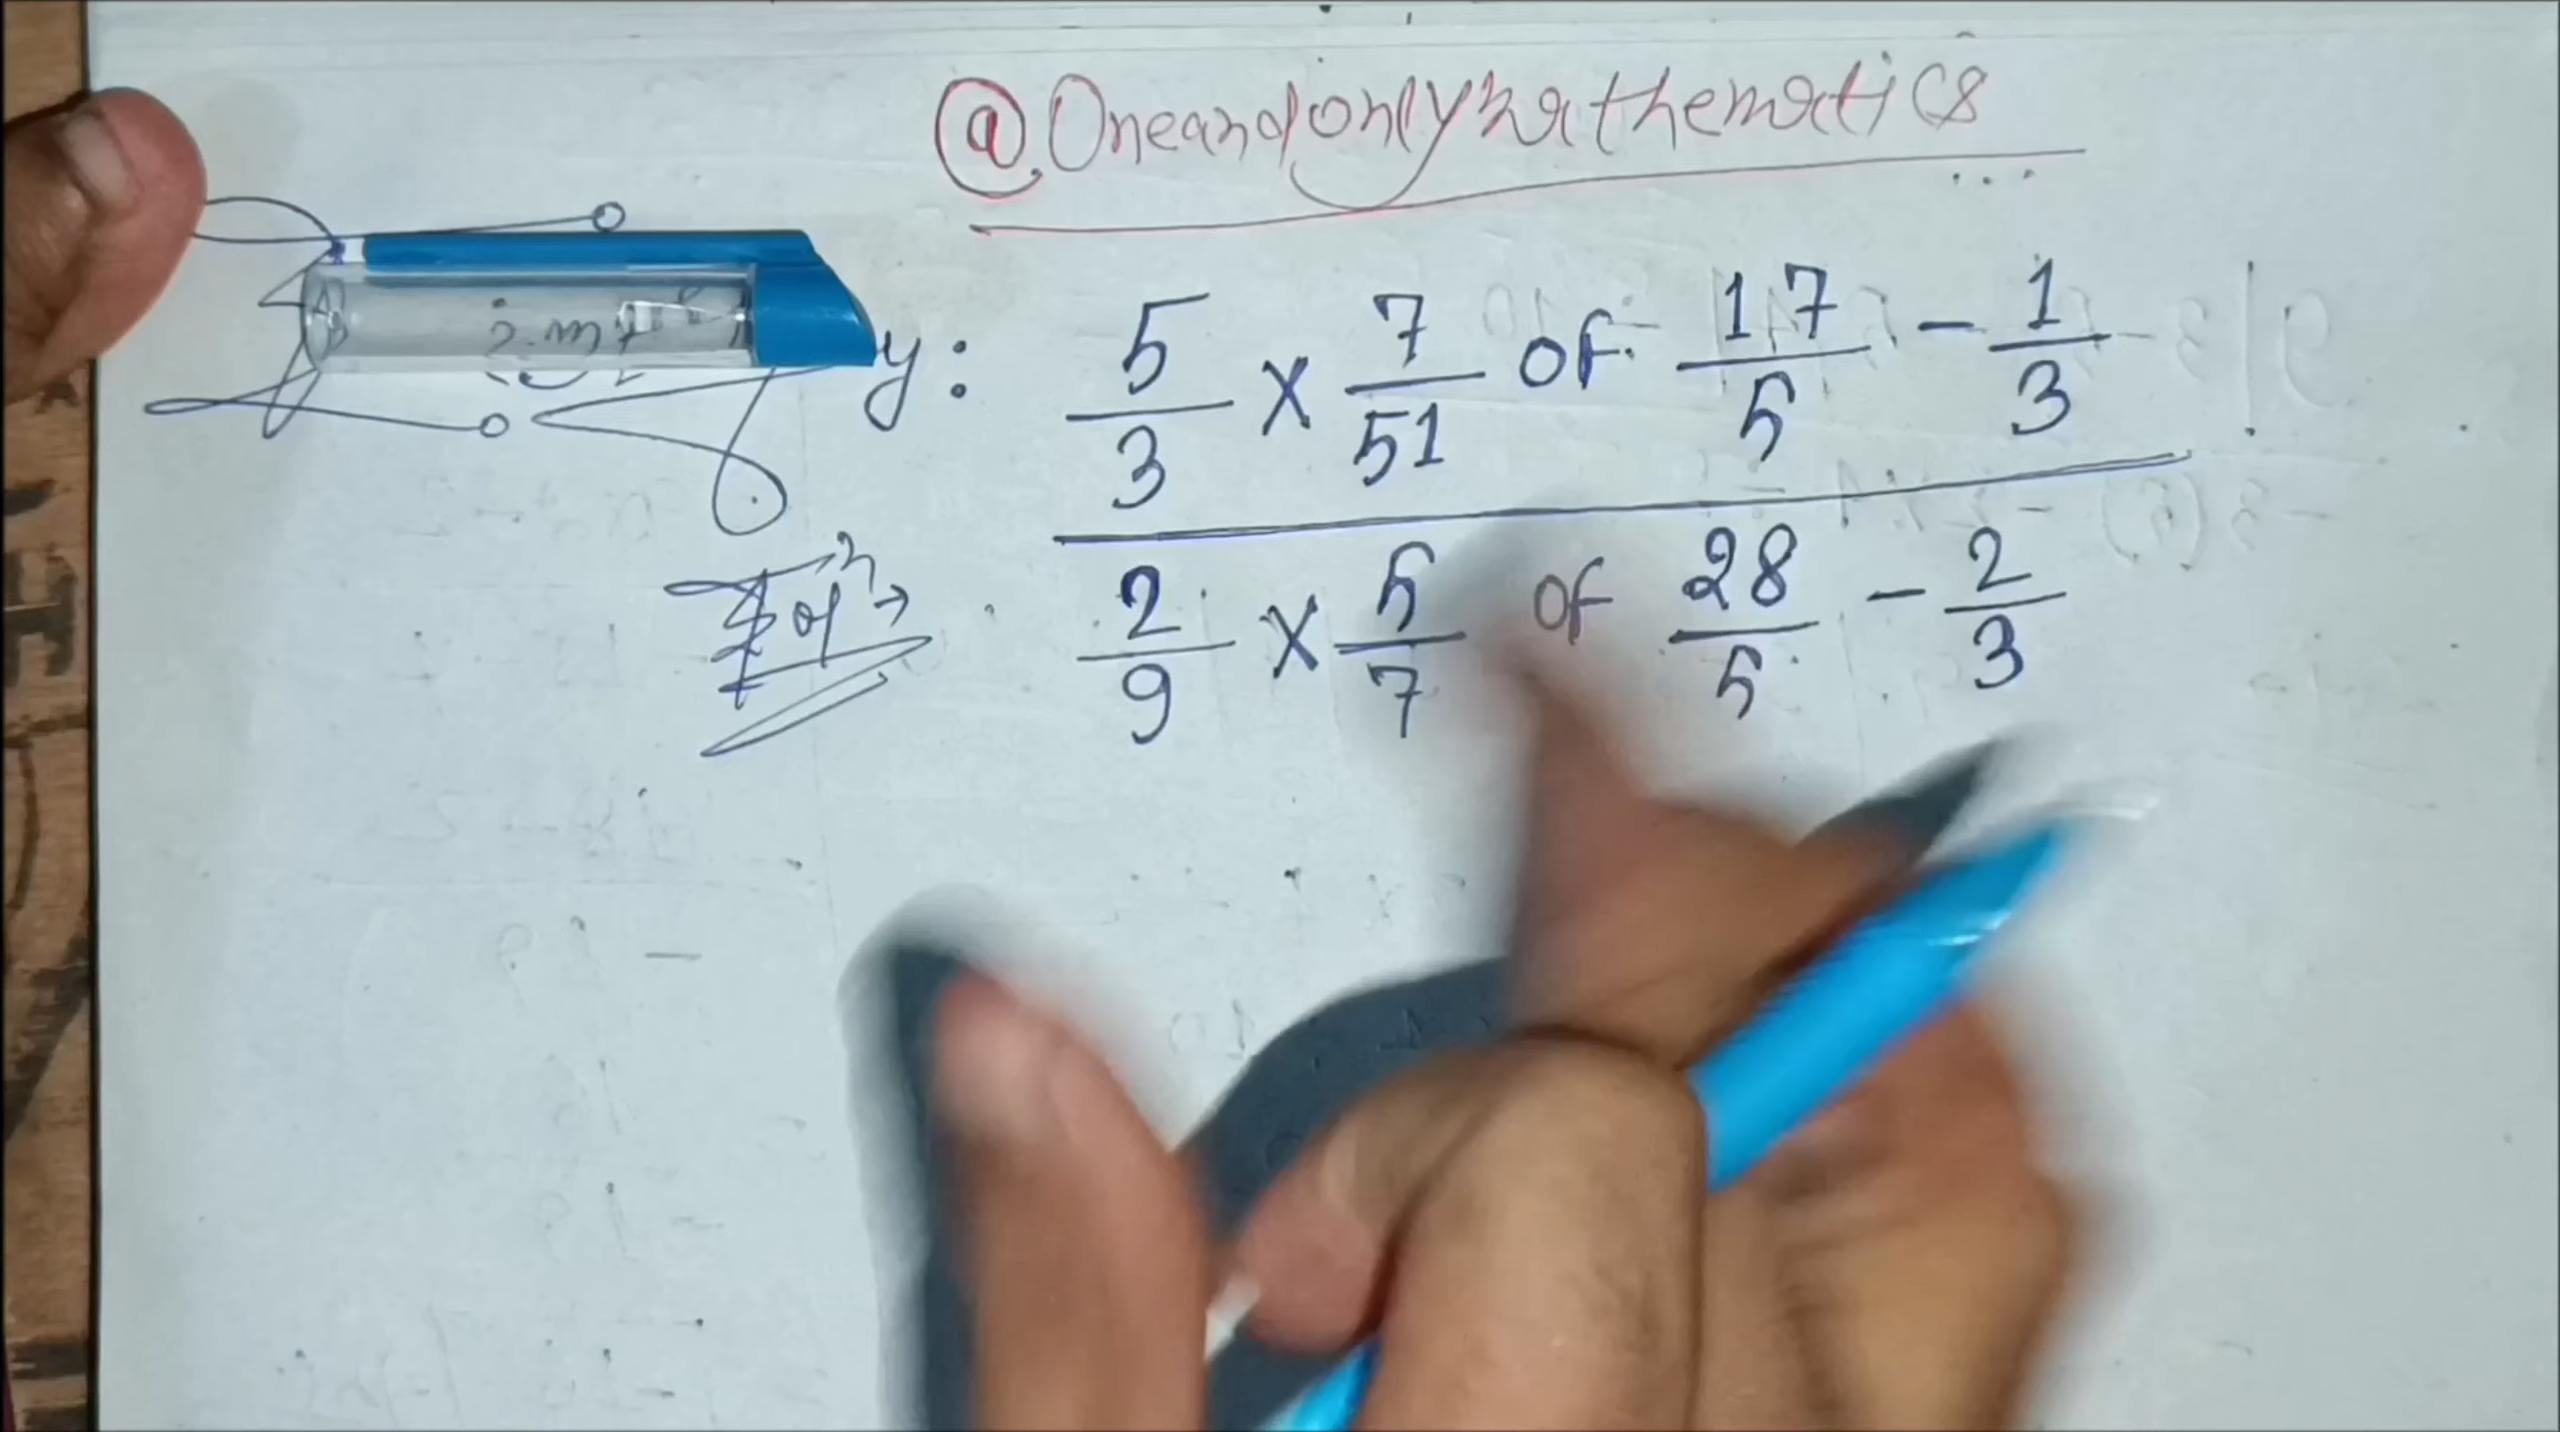 @Oneandonlymathematics
y: 5/3 × 7/51 of 17/5 - 1/3
Solⁿ → 2/9 × 5/7 of 28/5 - 2/3